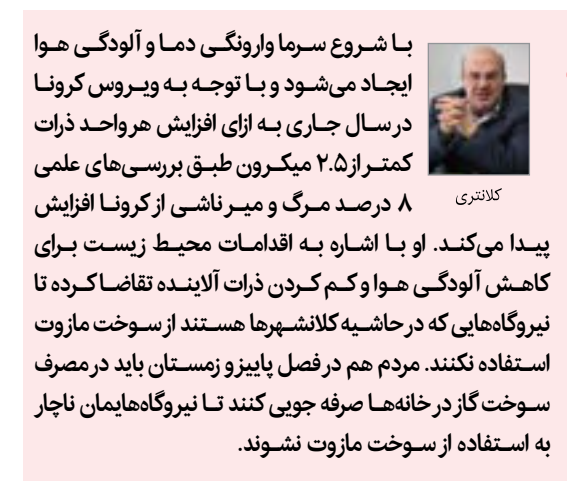 با شروع سرما وارونگی دما و آلودگی هوا
ایجاد می‌شود و با توجه به ویروس کرونا
در سال جاری به ازای افزایش هر واحد ذرات
کمتر از ۲.۵ میکرون طبق بررسی‌های علمی
۸ درصد مرگ و میر ناشی از کرونا افزایش
کلانتری
پیدا می‌کند. او با اشاره به اقدامات محیط زیست برای
کاهش آلودگی هوا و کم کردن ذرات آلاینده تقاضا کرده تا
نیروگاه‌هایی که در حاشیه کلانشهرها هستند از سوخت مازوت
استفاده نکنند. مردم هم در فصل پاییز و زمستان باید در مصرف
سوخت گاز در خانه‌ها صرفه جویی کنند تا نیروگاه‌هایمان ناچار
به استفاده از سوخت مازوت نشوند.